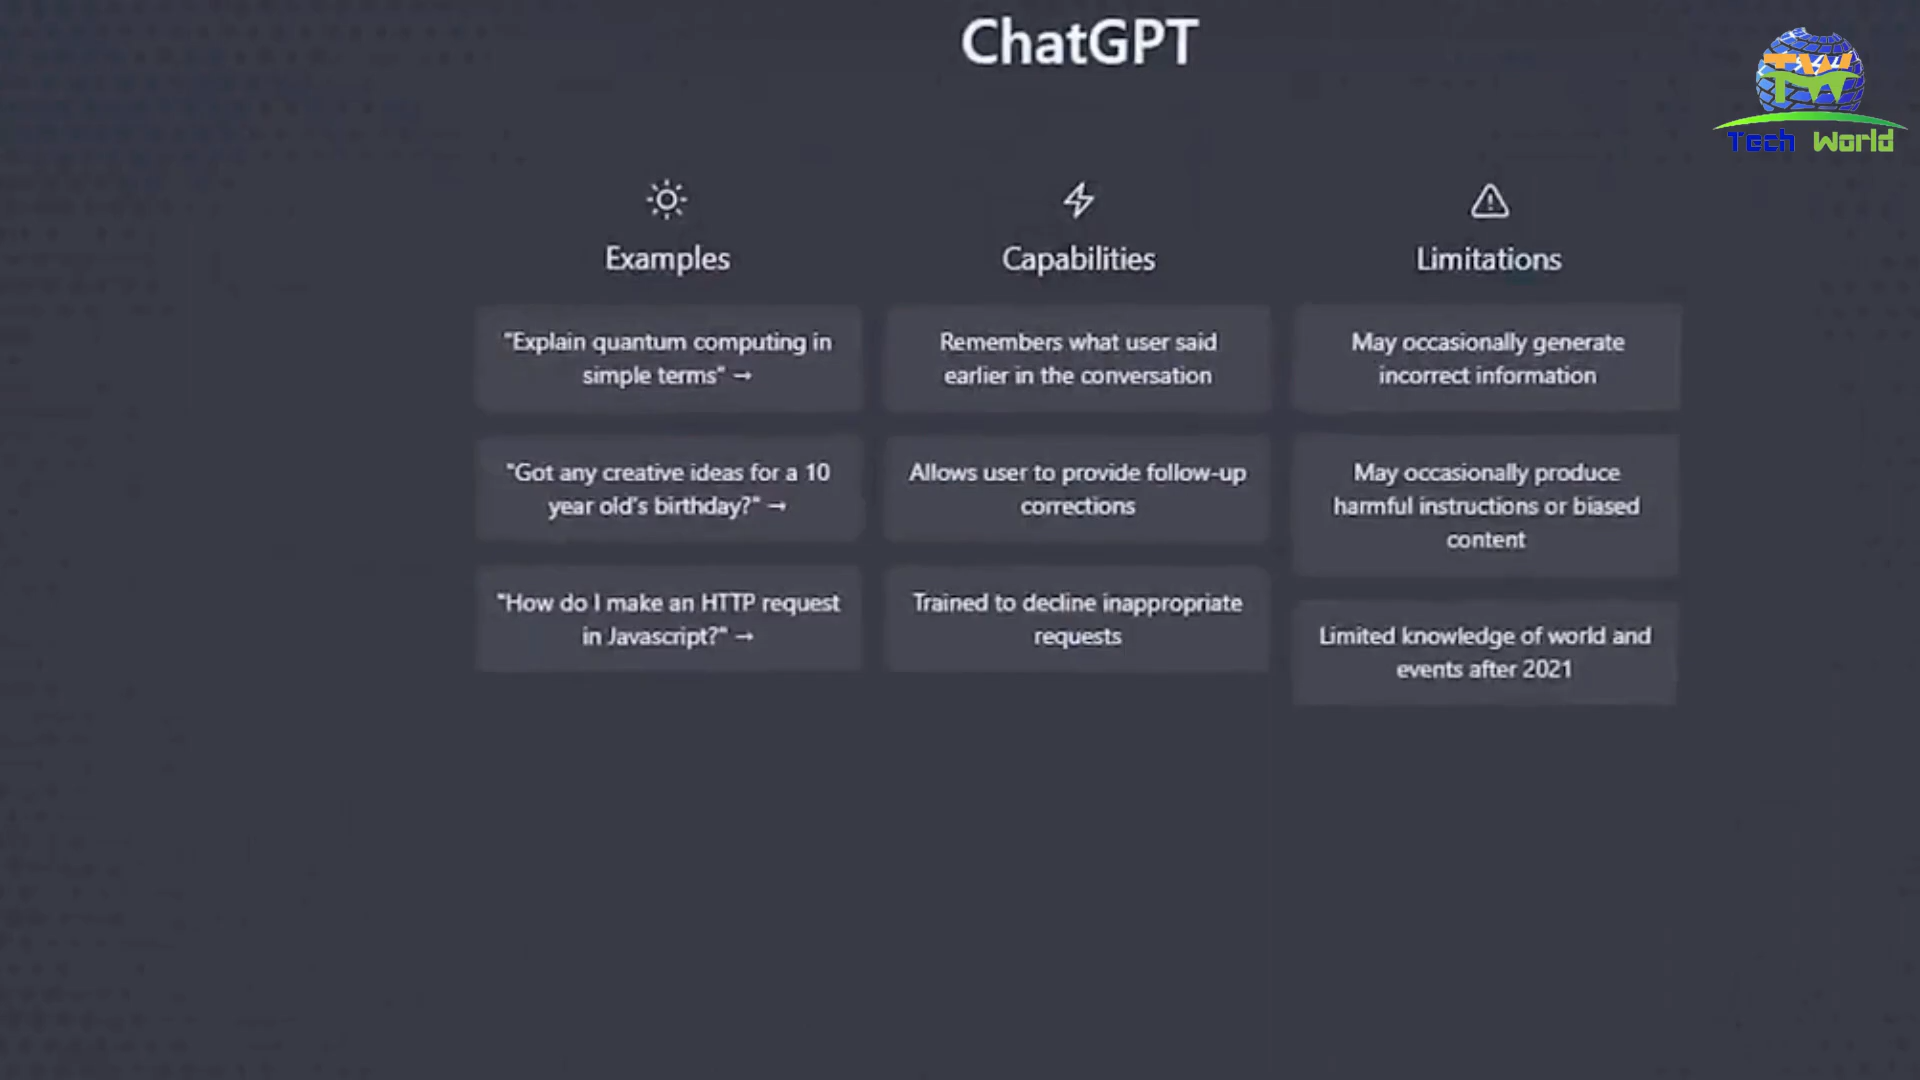 ChatGPT
TW
Tech World
Examples
"Explain quantum computing in
simple terms" →
"Got any creative ideas for a 10
year old's birthday?" →
"How do I make an HTTP request
in Javascript?" →
Capabilities
Remembers what user said
earlier in the conversation
Allows user to provide follow-up
corrections
Trained to decline inappropriate
requests
Limitations
May occasionally generate
incorrect information
May occasionally produce
harmful instructions or biased
content
Limited knowledge of world and
events after 2021